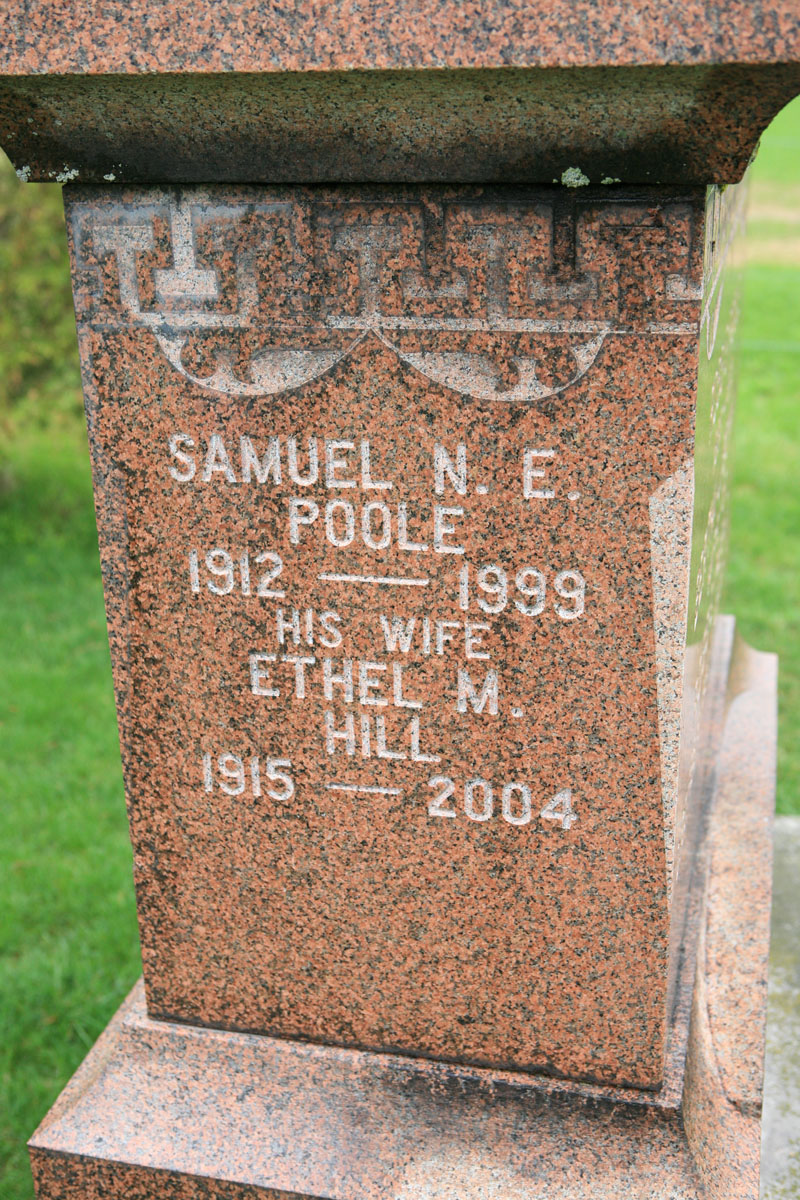 SAMUEL N. E.
POOLE
1912 — 1999
HIS WIFE
ETHEL M.
HILL
1915 — 2004